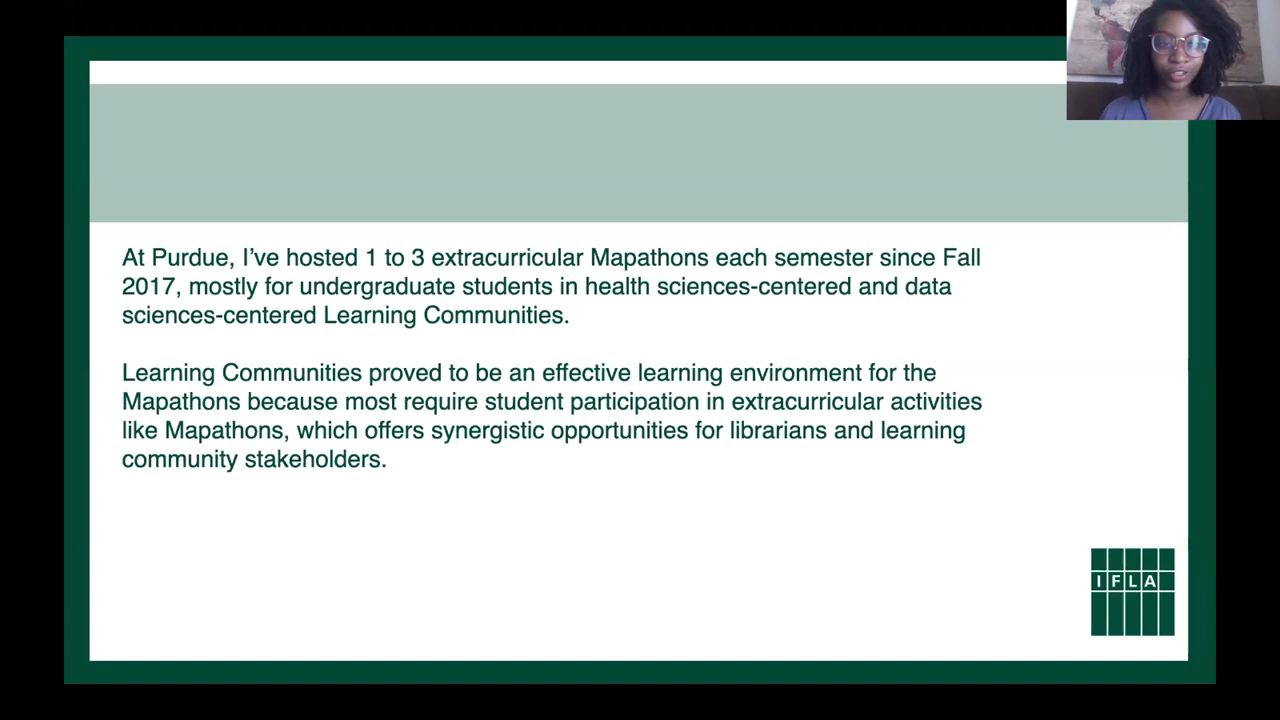 At Purdue, I've hosted 1 to 3 extracurricular Mapathons each semester since Fall
2017, mostly for undergraduate students in health sciences-centered and data
sciences-centered Learning Communities.
Learning Communities proved to be an effective learning environment for the
Mapathons because most require student participation in extracurricular activities
like Mapathons, which offers synergistic opportunities for librarians and learning
community stakeholders.
IFLA